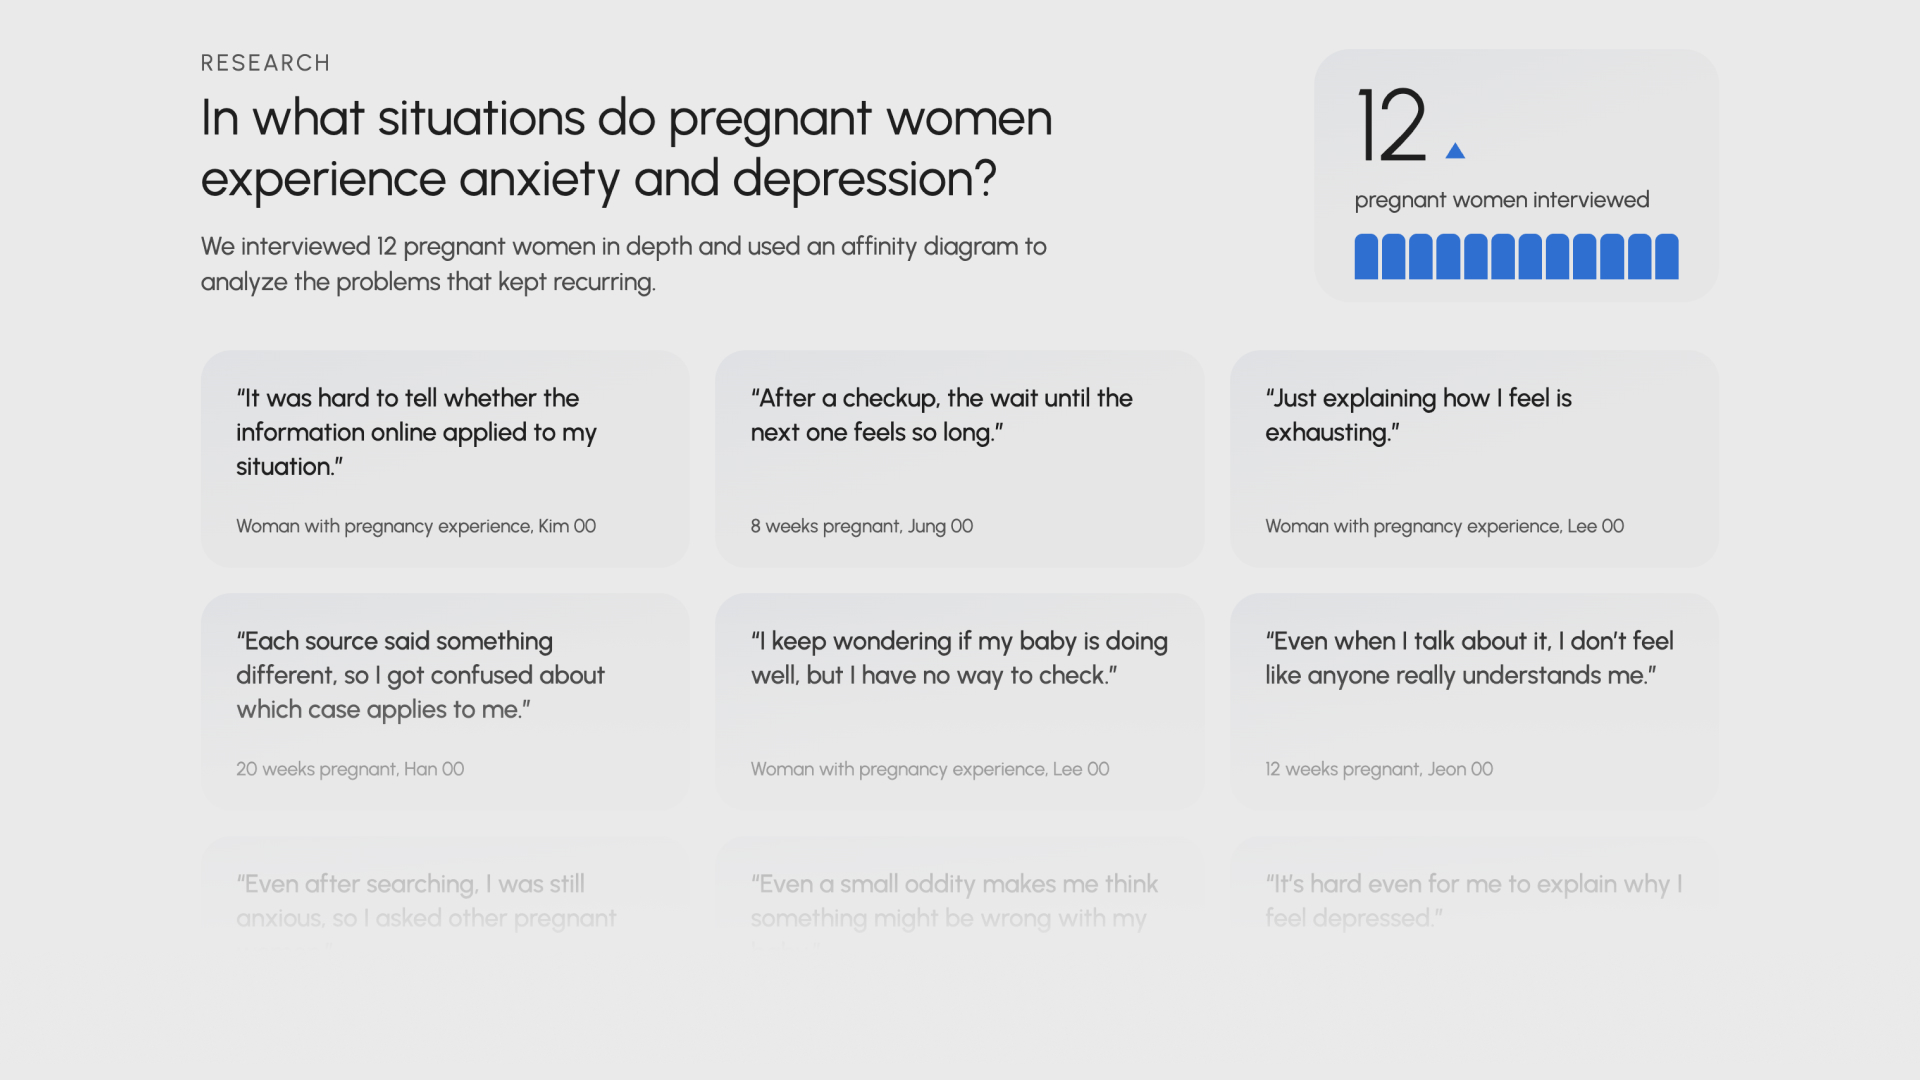 RESEARCH
In what situations do pregnant women
experience anxiety and depression?
We interviewed 12 pregnant women in depth and used an affinity diagram to
analyze the problems that kept recurring.
12
pregnant women interviewed
“It was hard to tell whether the
information online applied to my
situation.”
Woman with pregnancy experience, Kim 00
“After a checkup, the wait until the
next one feels so long.”
8 weeks pregnant, Jung 00
“Just explaining how I feel is
exhausting.”
Woman with pregnancy experience, Lee 00
“Each source said something
different, so I got confused about
which case applies to me.”
20 weeks pregnant, Han 00
“I keep wondering if my baby is doing
well, but I have no way to check.”
Woman with pregnancy experience, Lee 00
“Even when I talk about it, I don’t feel
like anyone really understands me.”
12 weeks pregnant, Jeon 00
“Even after searching, I was still
anxious, so I asked other pregnant
“Even a small oddity makes me think
something might be wrong with my
“It’s hard even for me to explain why I
feel depressed.”